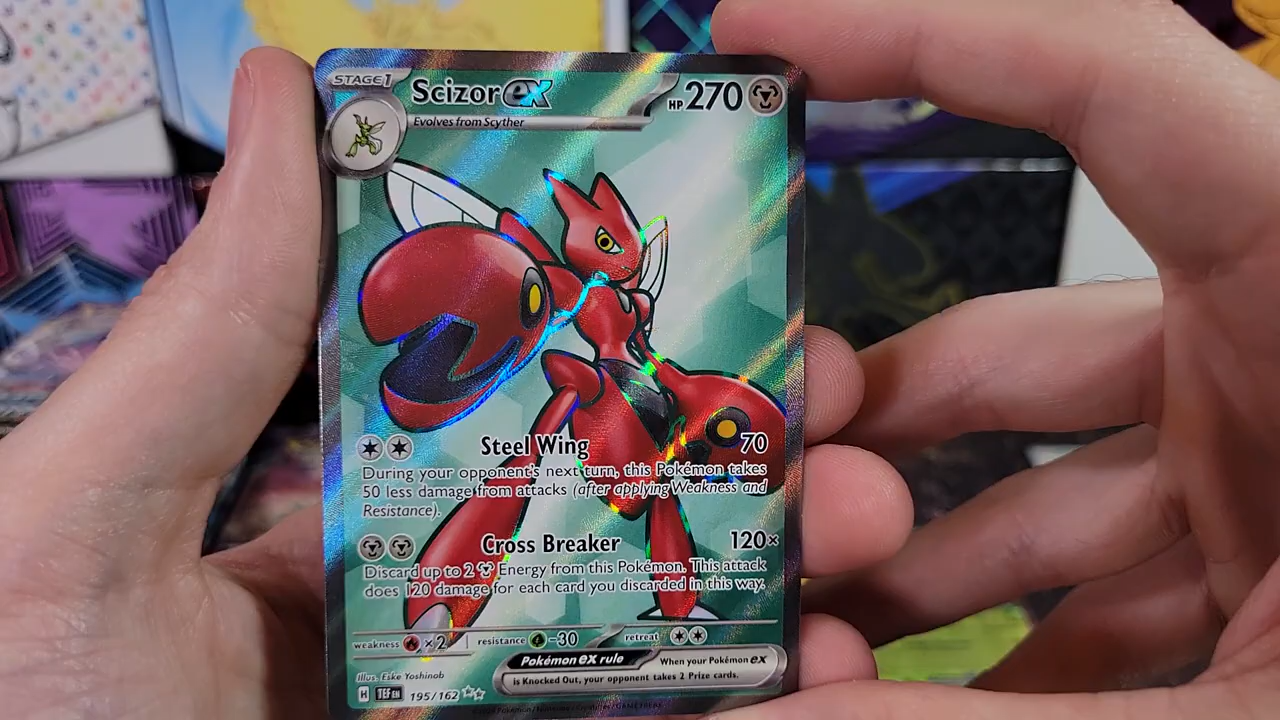 STAGE1
Scizor ex
HP 270
Evolves from Scyther
Steel Wing 70
During your opponent's next turn, this Pokémon takes
50 less damage from attacks (after applying Weakness and
Resistance).
Cross Breaker 120×
Discard up to 2 Energy from this Pokémon. This attack
does 120 damage for each card you discarded in this way.
weakness ×2 resistance -30 retreat
Pokémon ex rule When your Pokémon ex
is Knocked Out, your opponent takes 2 Prize cards.
Illus. Eske Yoshinob
H TEF EN 195/162